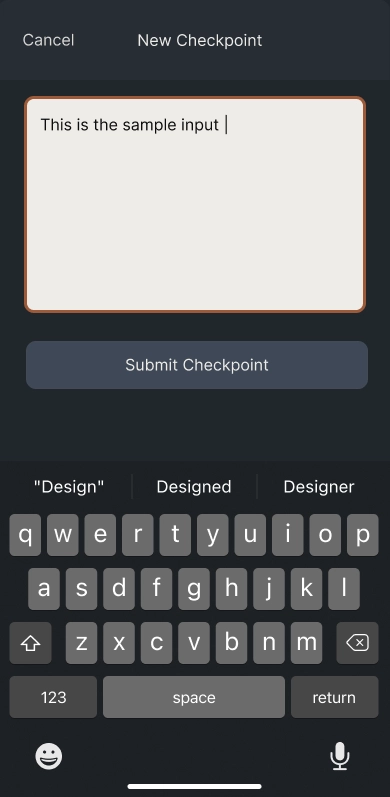 Cancel New Checkpoint
This is the sample input
Submit Checkpoint
"Design" Designed Designer
q w e r t y u i o p
a s d f g h j k l
z x c v b n m
123 space return